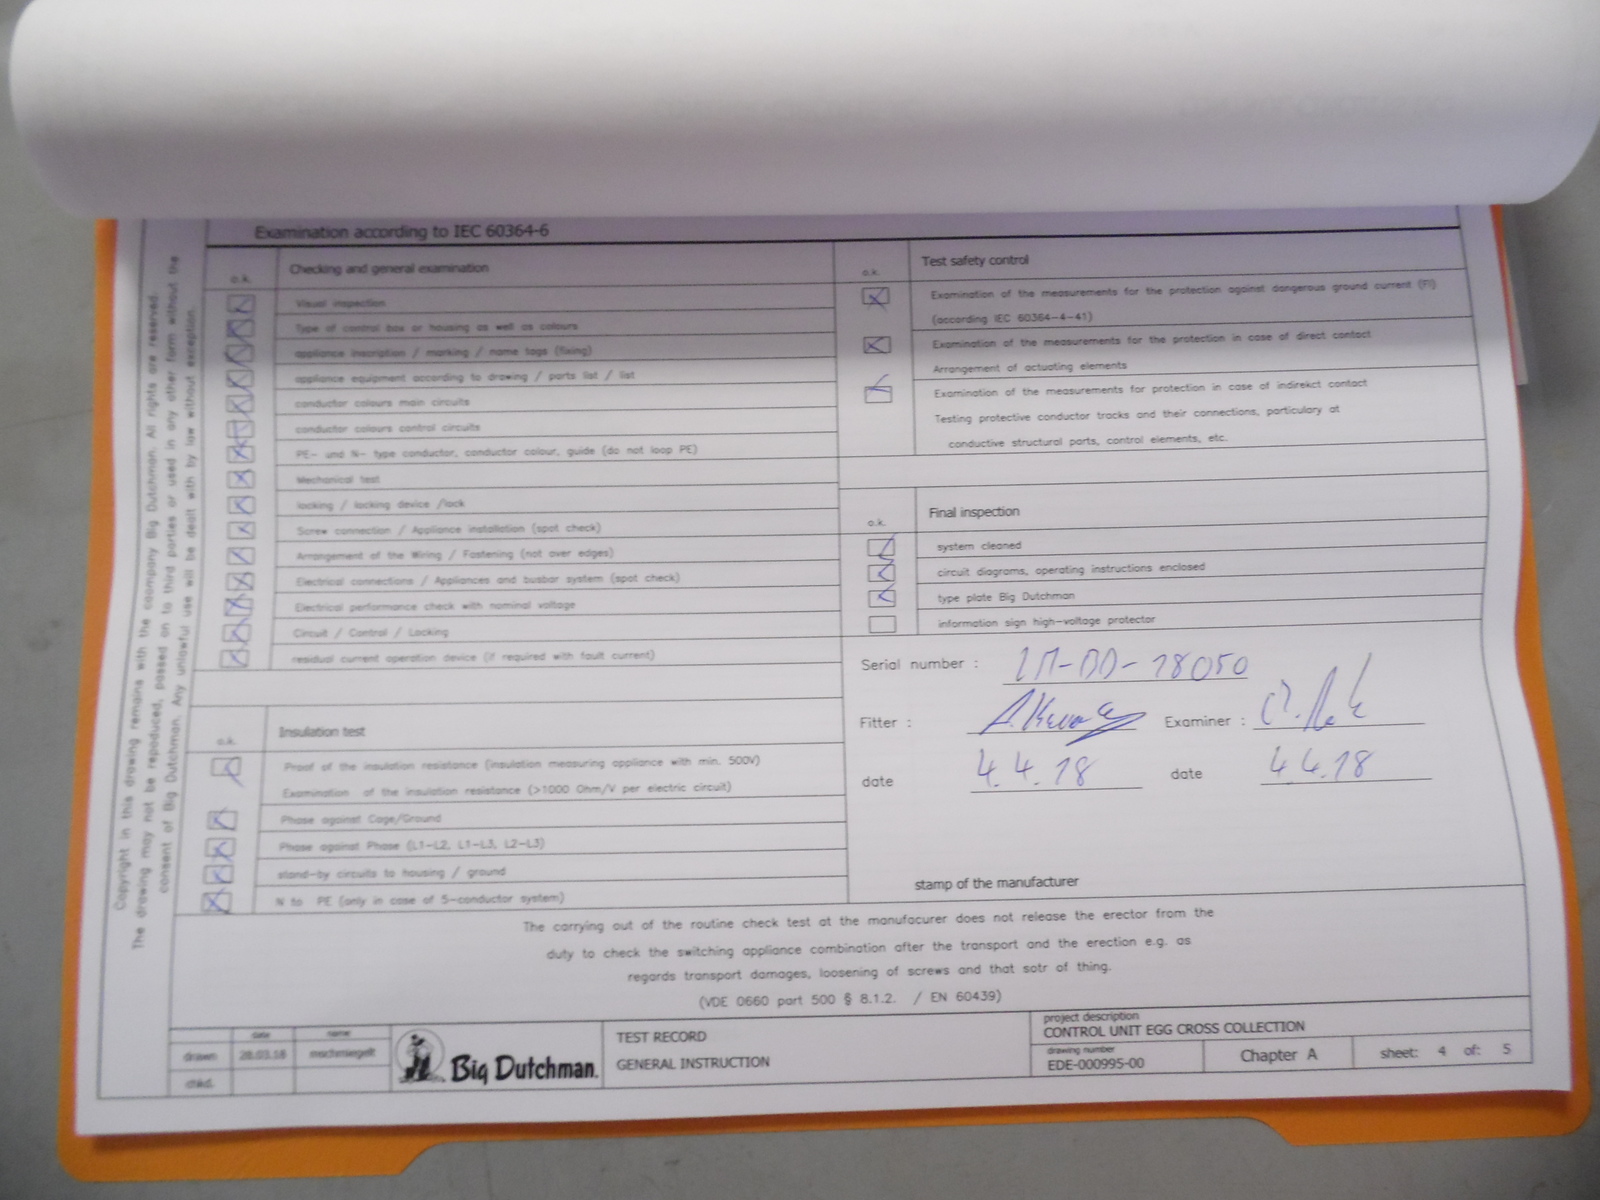 Examination according to IEC 60364-6
o.k.
Checking and general examination
Visual inspection
Type of control box or housing as well as colours
appliance inscription / marking / name tags (fixing)
appliance equipment according to drawing / parts list / list
conductor colours main circuits
conductor colours control circuits
PE- und N- type conductor, conductor colour, guide (do not loop PE)
Mechanical test
locking / locking device /lock
Screw connection / Appliance installation (spot check)
Arrangement of the Wiring / Fastening (not over edges)
Electrical connections / Appliances and busbar system (spot check)
Electrical performance check with nominal voltage
Circuit / Control / Locking
residual current operation device (if required with fault current)
o.k.
Insulation test
Proof of the insulation resistance (insulation measuring appliance with min. 500V)
Examination of the insulation resistance (>1000 Ohm/V per electric circuit)
Phase against Cage/Ground
Phase against Phase (L1-L2, L1-L3, L2-L3)
stand-by circuits to housing / ground
N to PE (only in case of 5-conductor system)
o.k.
Test safety control
Examination of the measurements for the protection against dangerous ground current (FI)
(according IEC 60364-4-41)
Examination of the measurements for the protection in case of direct contact
Arrangement of actuating elements
Examination of the measurements for protection in case of indirekt contact
Testing protective conductor tracks and their connections, particulary at
conductive structural parts, control elements, etc.
o.k.
Final inspection
system cleaned
circuit diagrams, operating instructions enclosed
type plate Big Dutchman
information sign high-voltage protector
Serial number :
Fitter : Examiner :
date 4.4.18 date 4.4.18
stamp of the manufacturer
The carrying out of the routine check test at the manufacurer does not release the erector from the
duty to check the switching appliance combination after the transport and the erection e.g. as
regards transport damages, loosening of screws and that sotr of thing.
(VDE 0660 part 500 § 8.1.2. / EN 60439)
date name
drawn 28.03.18
chkd.
Big Dutchman.
TEST RECORD
GENERAL INSTRUCTION
project description
CONTROL UNIT EGG CROSS COLLECTION
drawing number
EDE-000995-00
Chapter A
sheet: 4 of: 5
Copyright in this drawing remains with the coompany Big Dutchman. All rights are reserved.
The drawing may not be repoduced, passed on to third parties or used in any other form without the
consent of Big Dutchman. Any unlawful use will be dealt with by law without exception.